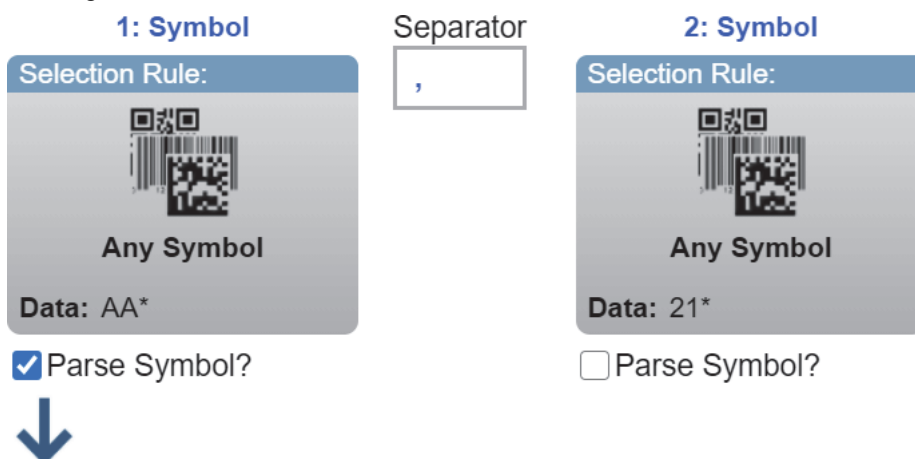 1: Symbol
Separator
2: Symbol
Selection Rule:
,
Selection Rule:
Any Symbol
Any Symbol
Data: AA*
Data: 21*
Parse Symbol?
Parse Symbol?